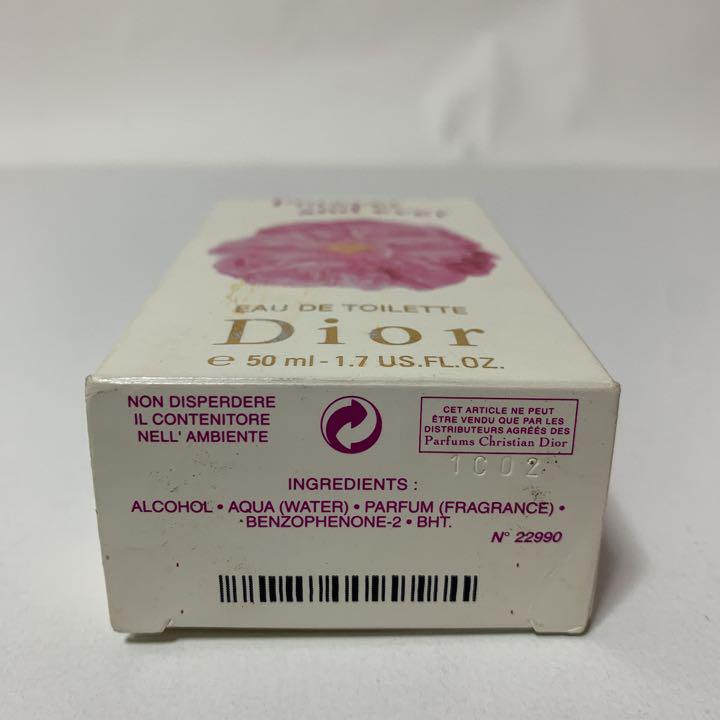 EAU DE TOILETTE
Dior
℮ 50 ml - 1.7 US.FL.OZ.
NON DISPERDERE
IL CONTENITORE
NELL' AMBIENTE
CET ARTICLE NE PEUT
ÊTRE VENDU QUE PAR LES
DISTRIBUTEURS AGRÉÉS DES
Parfums Christian Dior
1C02
INGREDIENTS :
ALCOHOL • AQUA (WATER) • PARFUM (FRAGRANCE) •
BENZOPHENONE-2 • BHT.
N° 22990